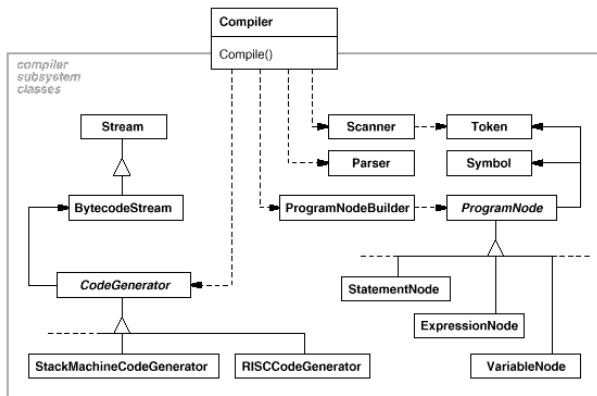 Compiler
Compile()
compiler
subsystem
classes
Stream
Scanner
Token
Parser
Symbol
BytecodeStream
ProgramNodeBuilder
ProgramNode
CodeGenerator
StatementNode
ExpressionNode
StackMachineCodeGenerator
RISCCodeGenerator
VariableNode